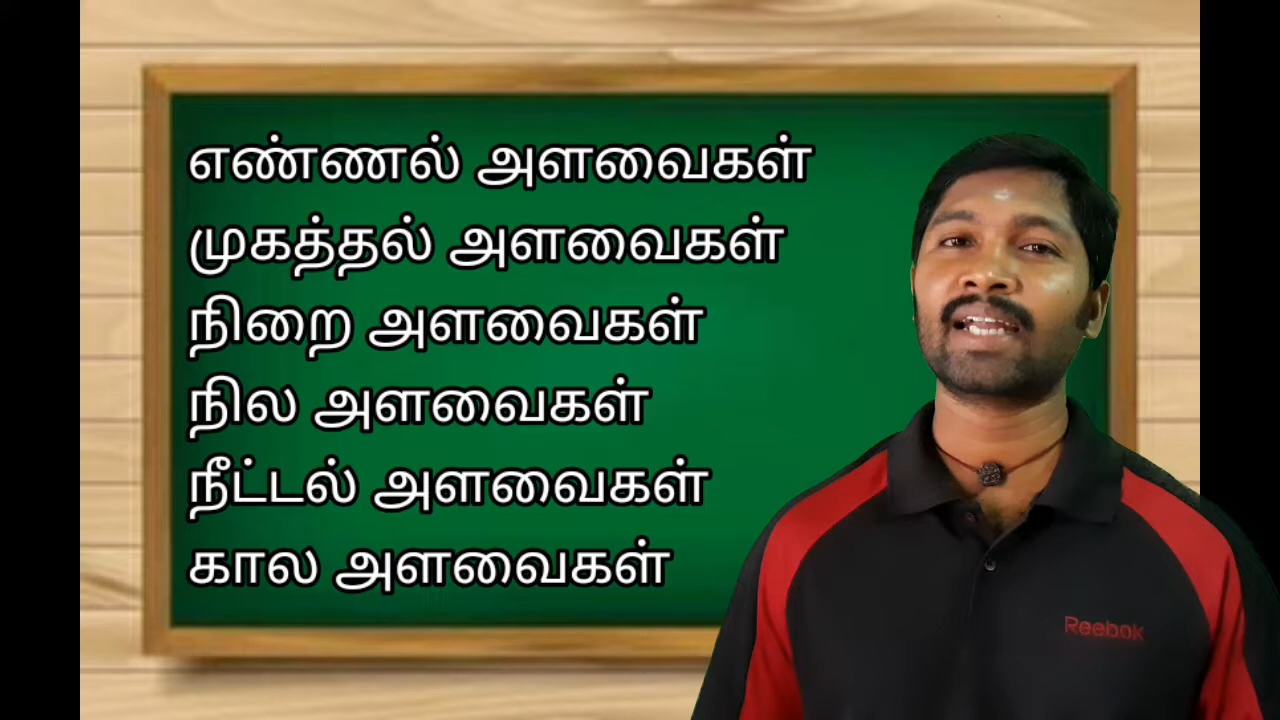 எண்ணல் அளவைகள்
முகத்தல் அளவைகள்
நிறை அளவைகள்
நில அளவைகள்
நீட்டல் அளவைகள்
கால அளவைகள்
Reebok